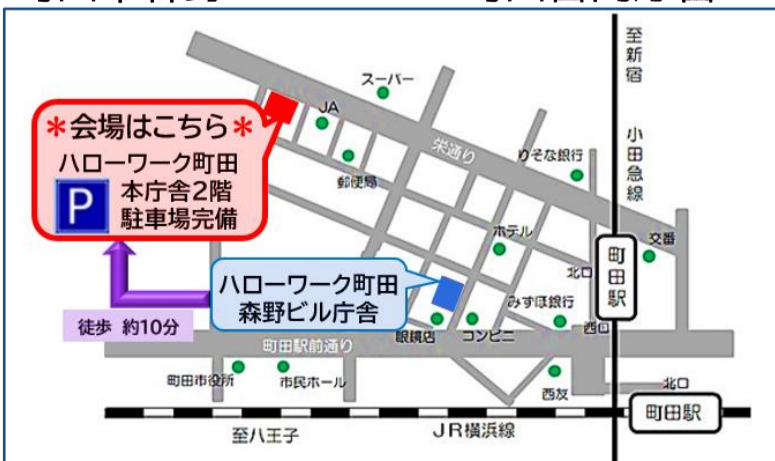 至新宿
小田急線
スーパー
JA
*会場はこちら*
ハローワーク町田
P 本庁舎2階
駐車場完備
郵便局
栄通り
りそな銀行
ホテル
交番
北口
町田駅
ハローワーク町田
森野ビル庁舎
みずほ銀行
徒歩 約10分
眼鏡店
コンビニ
西口
町田駅前通り
町田市役所
市民ホール
西友
北口
町田駅
至八王子
JR横浜線